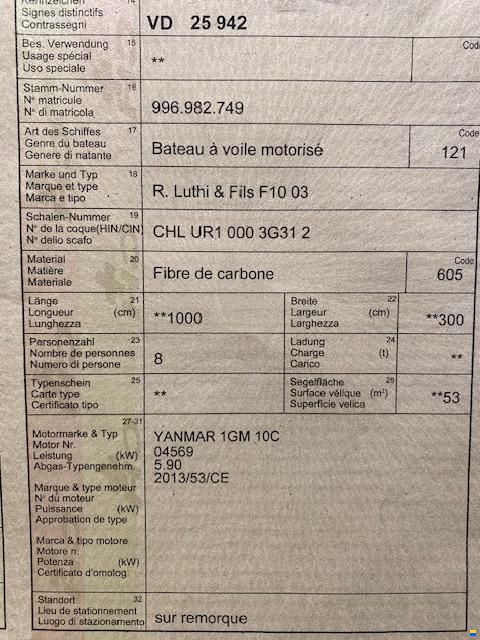 Kennzeichen 14
Signes distinctifs
Contrassegni
VD 25 942
Bes. Verwendung 15
Usage spécial
Uso speciale
**
Code
Stamm-Nummer 16
N° matricule
N° di matricola
996.982.749
Art des Schiffes 17
Genre du bateau
Genere di natante
Bateau à voile motorisé
Code
121
Marke und Typ 18
Marque et type
Marca e tipo
R. Luthi & Fils F10 03
Schalen-Nummer 19
N° de la coque(HIN/CIN)
N° dello scafo
CHL UR1 000 3G31 2
Material 20
Matière
Materiale
Fibre de carbone
Code
605
Länge 21
Longueur (cm)
Lunghezza
**1000
Breite 22
Largeur (cm)
Larghezza
**300
Personenzahl 23
Nombre de personnes
Numero di persone
8
Ladung 24
Charge (t)
Carico
**
Typenschein 25
Carte type
Certificato tipo
**
Segelfläche 26
Surface vélique (m²)
Superficie velica
**53
27-31
Motormarke & Typ
Motor Nr.
Leistung (kW)
Abgas-Typengenehm.
Marque & type moteur
N° du moteur
Puissance (kW)
Approbation de type
Marca & tipo motore
Motore n.
Potenza (kW)
Certificato d'omolog.
YANMAR 1GM 10C
04569
5.90
2013/53/CE
Standort 32
Lieu de stationnement
Luogo di stazionamento
sur remorque